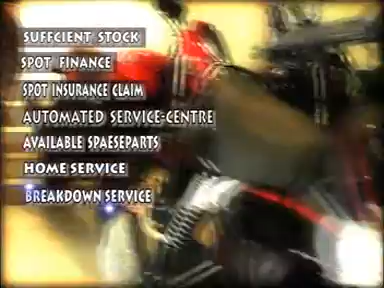 SUFFCIENT STOCK
SPOT FINANCE
SPOT INSURANCE CLAIM
AUTOMATED SERVICE-CENTRE
AVAILABLE SPAESEPARTS
HOME SERVICE
BREAKDOWN SERVICE